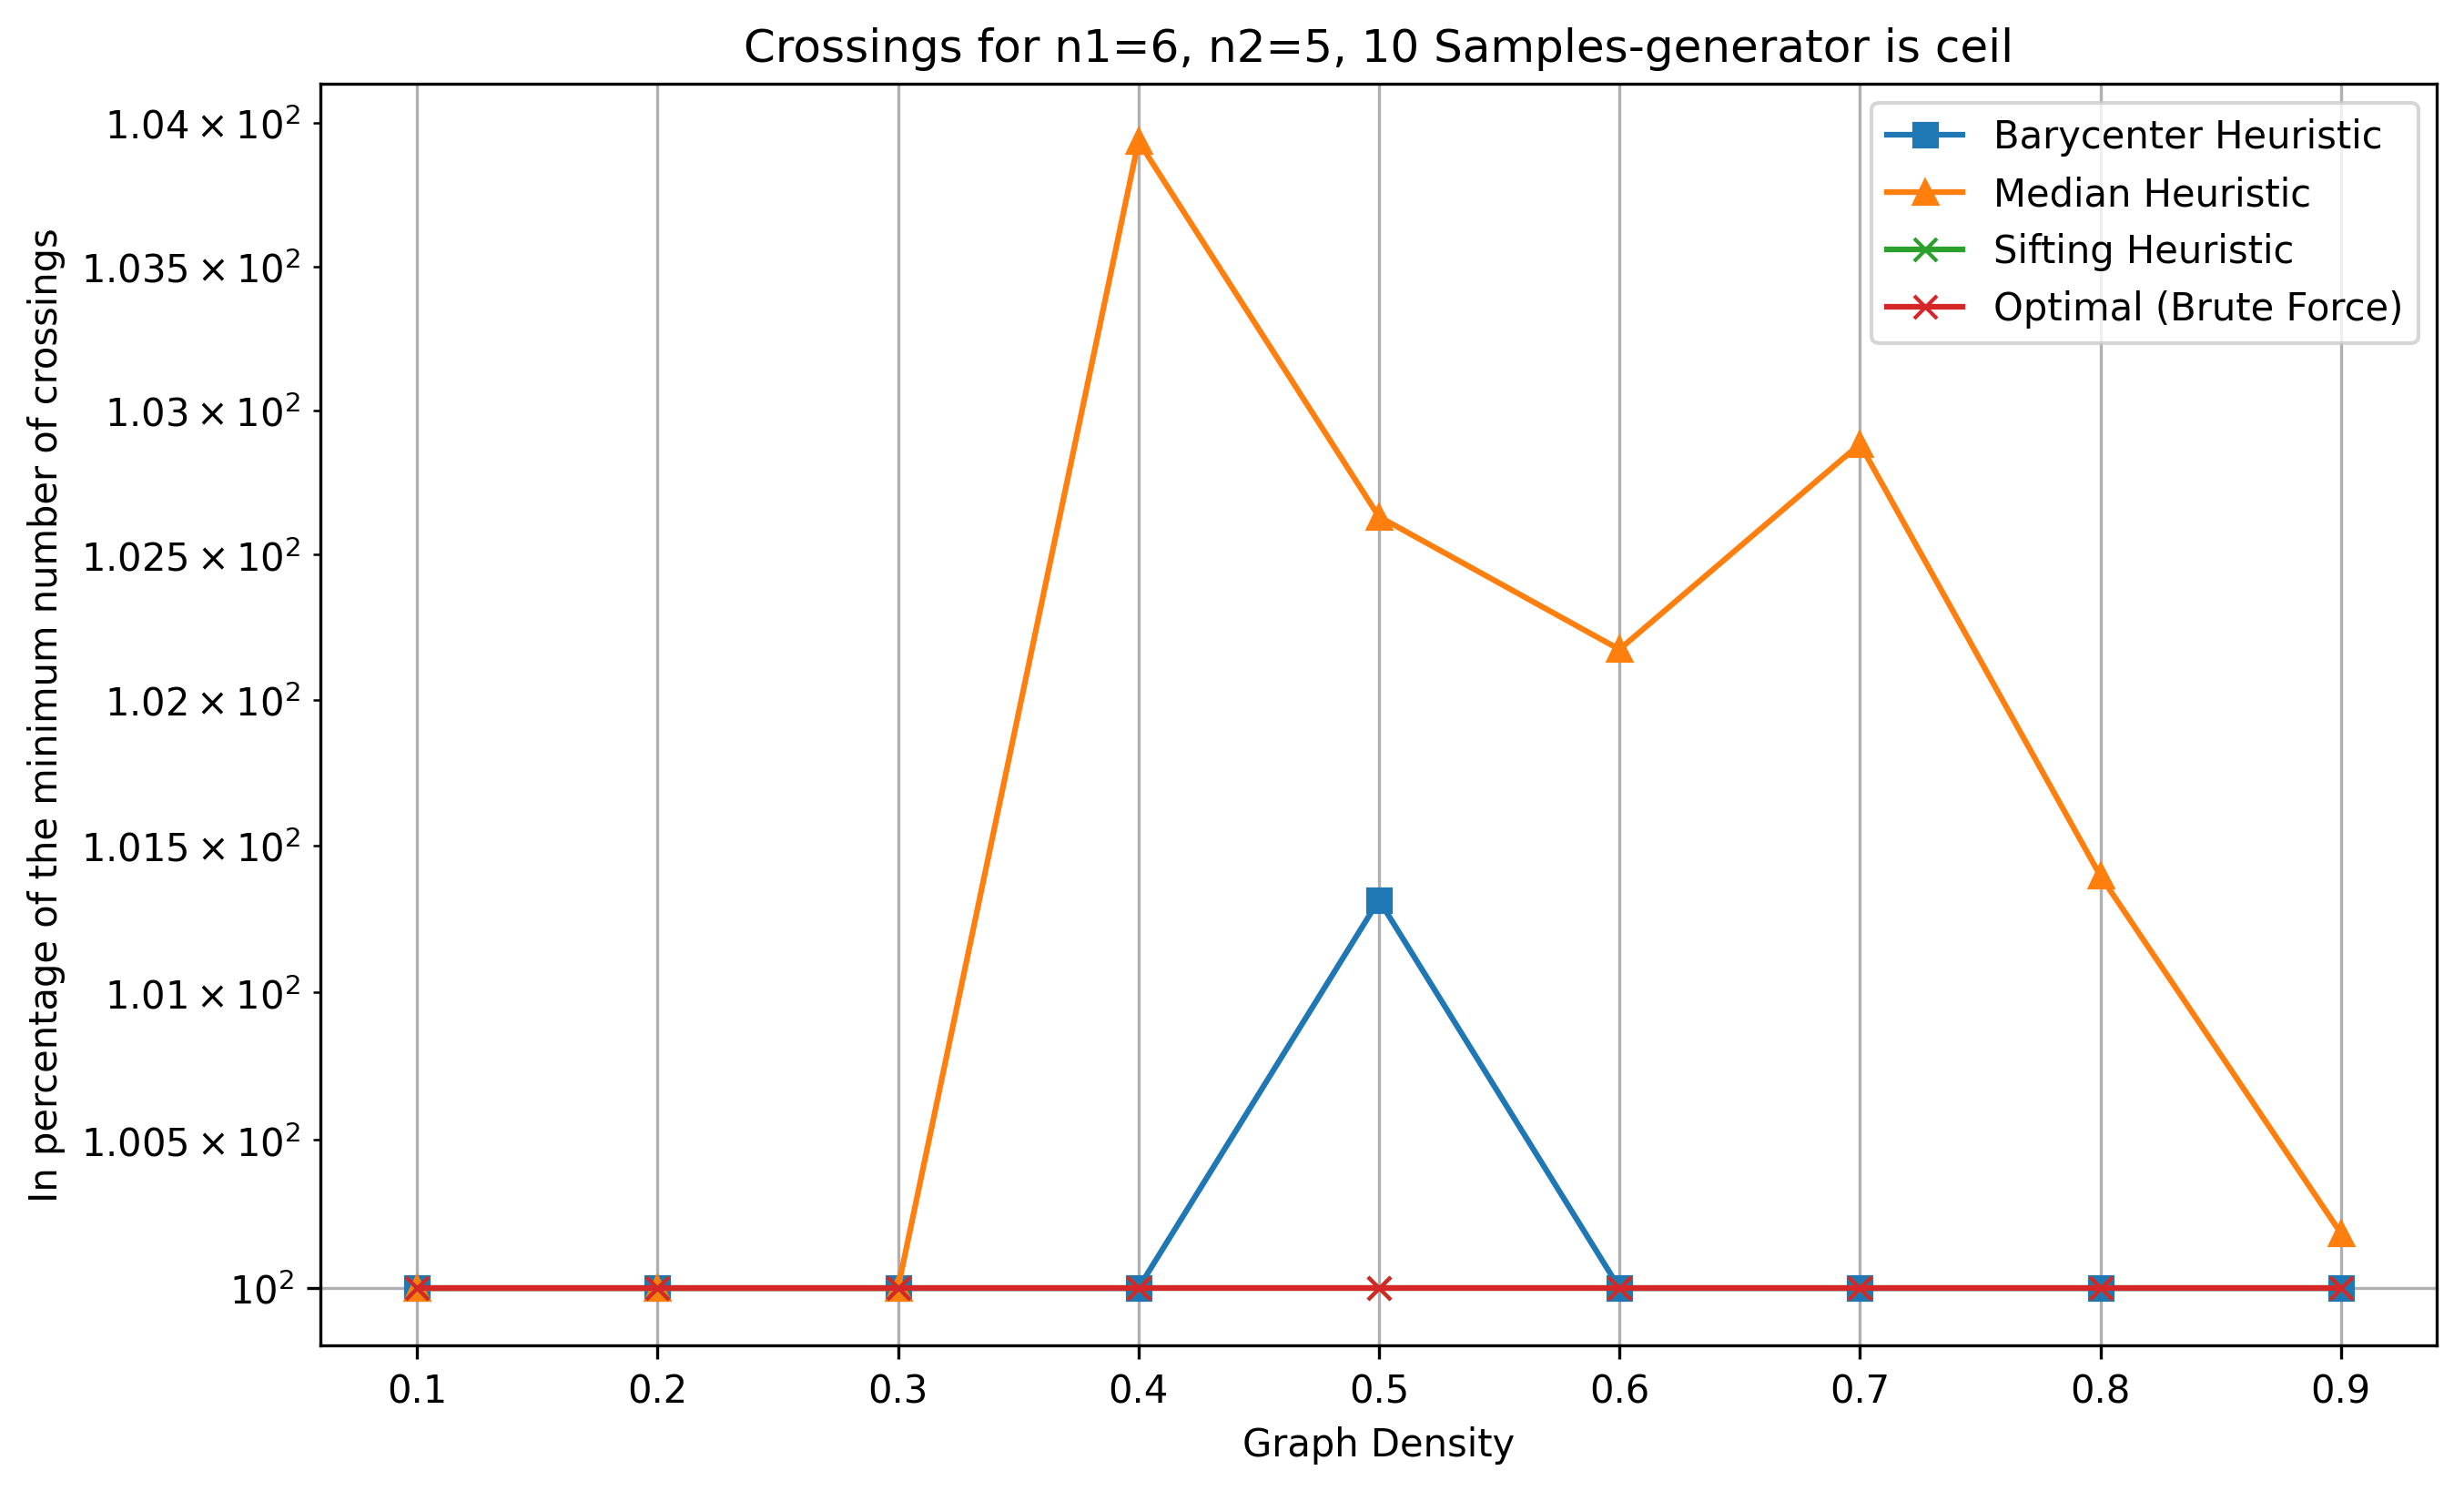 Crossings for n1=6, n2=5, 10 Samples-generator is ceil
In percentage of the minimum number of crossings
1.04×10²
1.035×10²
1.03×10²
1.025×10²
1.02×10²
1.015×10²
1.01×10²
1.005×10²
10²
Barycenter Heuristic
Median Heuristic
Sifting Heuristic
Optimal (Brute Force)
0.1 0.2 0.3 0.4 0.5 0.6 0.7 0.8 0.9
Graph Density